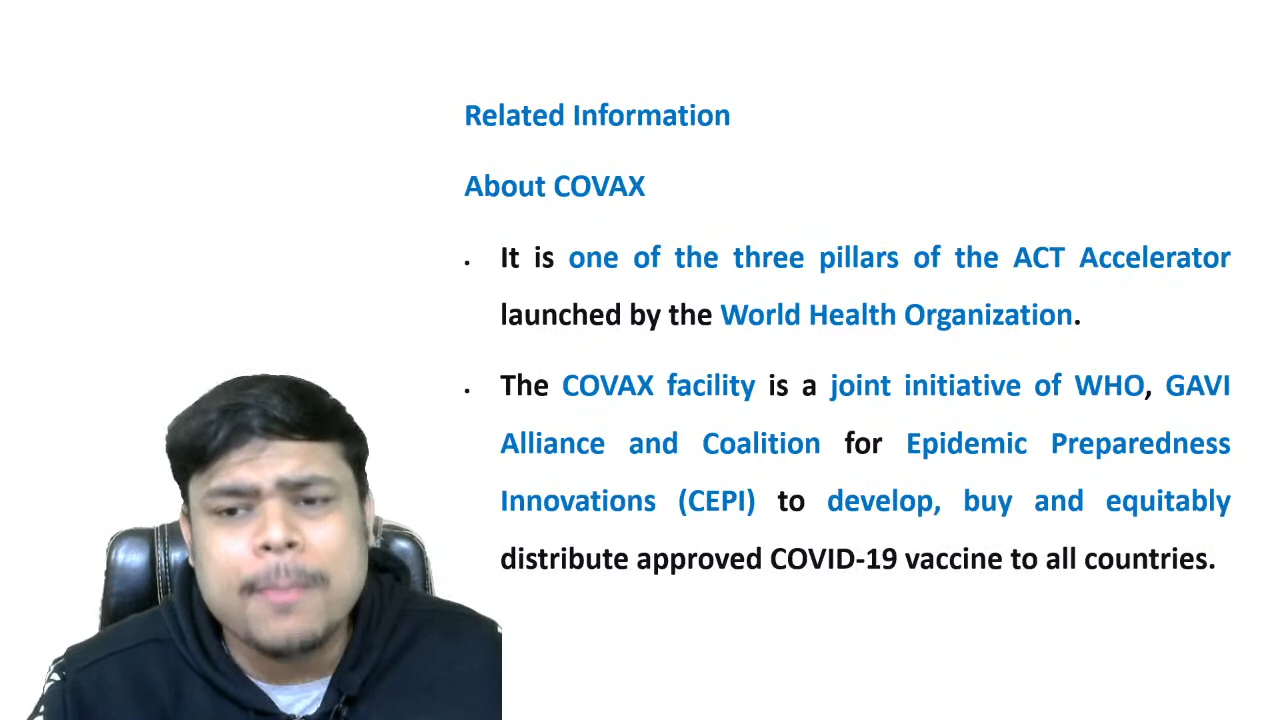 Related Information
About COVAX
• It is one of the three pillars of the ACT Accelerator
launched by the World Health Organization.
• The COVAX facility is a joint initiative of WHO, GAVI
Alliance and Coalition for Epidemic Preparedness
Innovations (CEPI) to develop, buy and equitably
distribute approved COVID-19 vaccine to all countries.